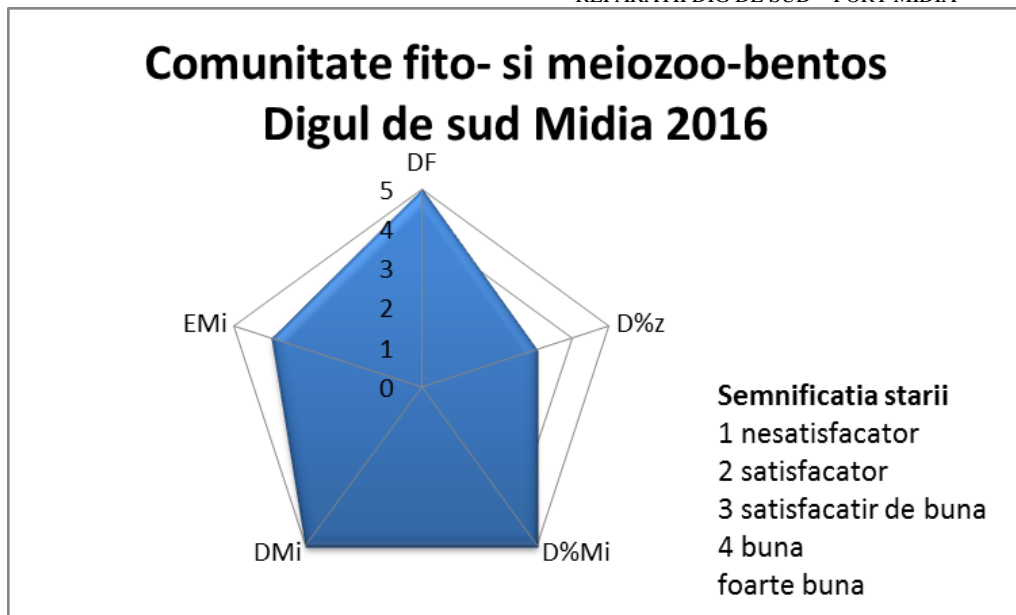 Comunitate fito- si meiozoo-bentos
Digul de sud Midia 2016
DF
5
4
3
2
1
0
EMi
D%z
DMi
D%Mi
Semnificatia starii
1 nesatisfacator
2 satisfacator
3 satisfacatir de buna
4 buna
foarte buna